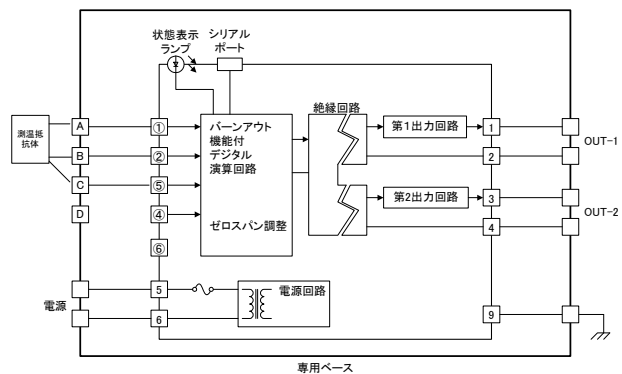 状態表示
ランプ
シリアル
ポート
絶縁回路
測温抵
抗体
A
①
バーンアウト
機能付
デジタル
演算回路
第1出力回路
1
OUT-1
B
②
2
C
⑤
第2出力回路
3
OUT-2
D
④
ゼロスパン調整
4
⑥
電源
5
電源回路
6
9
専用ベース